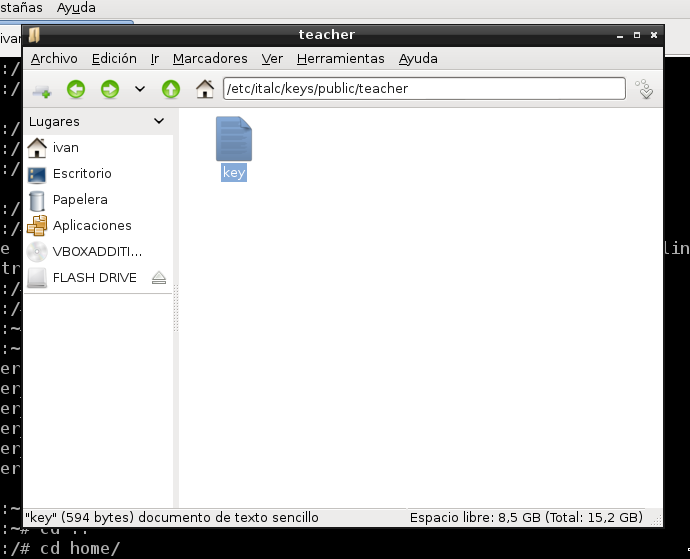 stañas Ayuda
teacher
ivan
Archivo Edición Ir Marcadores Ver Herramientas Ayuda
:/
/etc/italc/keys/public/teacher
:/
Lugares
:/
key
ivan
:/
Escritorio
:/
Papelera
:/
Aplicaciones
:/
VBOXADDITI...
e
lin
tr
FLASH DRIVE
:/
:/
:~
:~
er
er
er
er
er
er
"key" (594 bytes) documento de texto sencillo Espacio libre: 8,5 GB (Total: 15,2 GB)
:~# cd ..
:/# cd home/